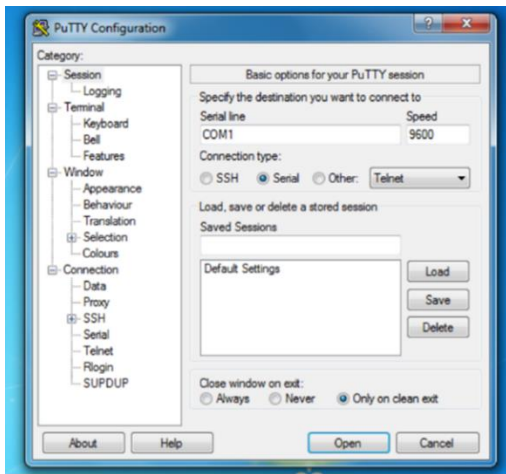 PuTTY Configuration
Category:
Session
Logging
Terminal
Keyboard
Bell
Features
Window
Appearance
Behaviour
Translation
Selection
Colours
Connection
Data
Proxy
SSH
Serial
Telnet
Rlogin
SUPDUP
Basic options for your PuTTY session
Specify the destination you want to connect to
Serial line Speed
COM1 9600
Connection type:
SSH Serial Other: Telnet
Load, save or delete a stored session
Saved Sessions
Default Settings
Load
Save
Delete
Close window on exit:
Always Never Only on clean exit
About Help Open Cancel